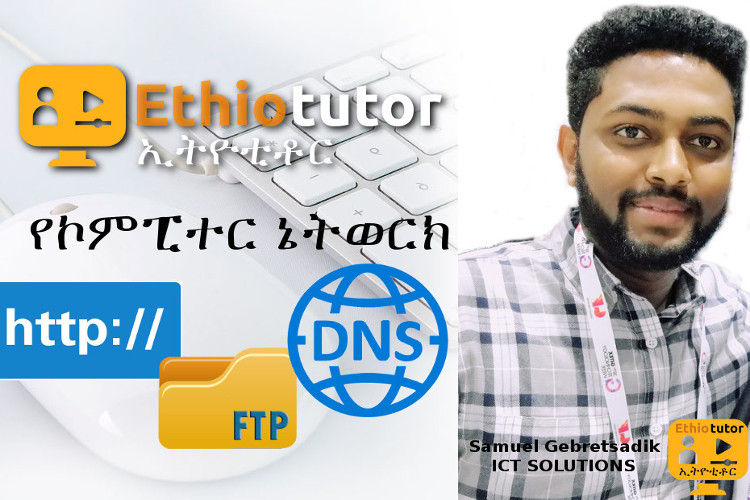 Ethiotutor
ኢትዮቲቶር
የኮምፒተር ኔትወርክ
http://
DNS
FTP
Samuel Gebretsadik
ICT SOLUTIONS
Ethiotutor
ኢትዮቲቶር